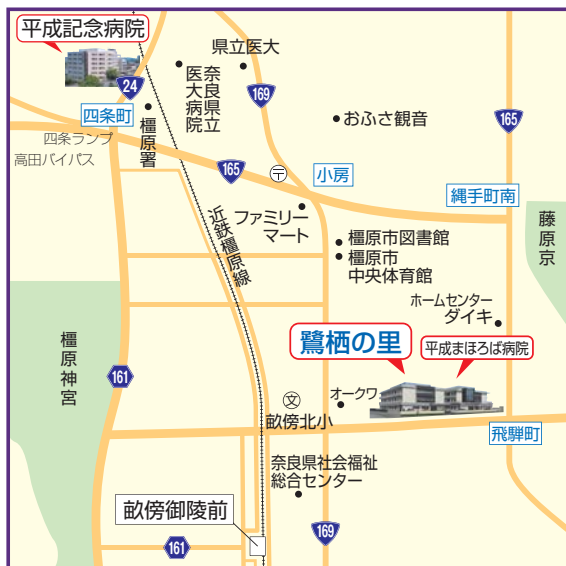 平成記念病院
県立医大
奈良県立
医大病院
24
169
165
四条町
橿原署
おふさ観音
四条ランプ
高田バイパス
165
〒
小房
縄手町南
ファミリー
マート
近鉄橿原線
橿原市図書館
橿原市
中央体育館
藤原京
ホームセンター
ダイキ
鷺栖の里
平成まほろば病院
橿原神宮
161
文
オークワ
畝傍北小
飛騨町
奈良県社会福祉
総合センター
畝傍御陵前
161
169